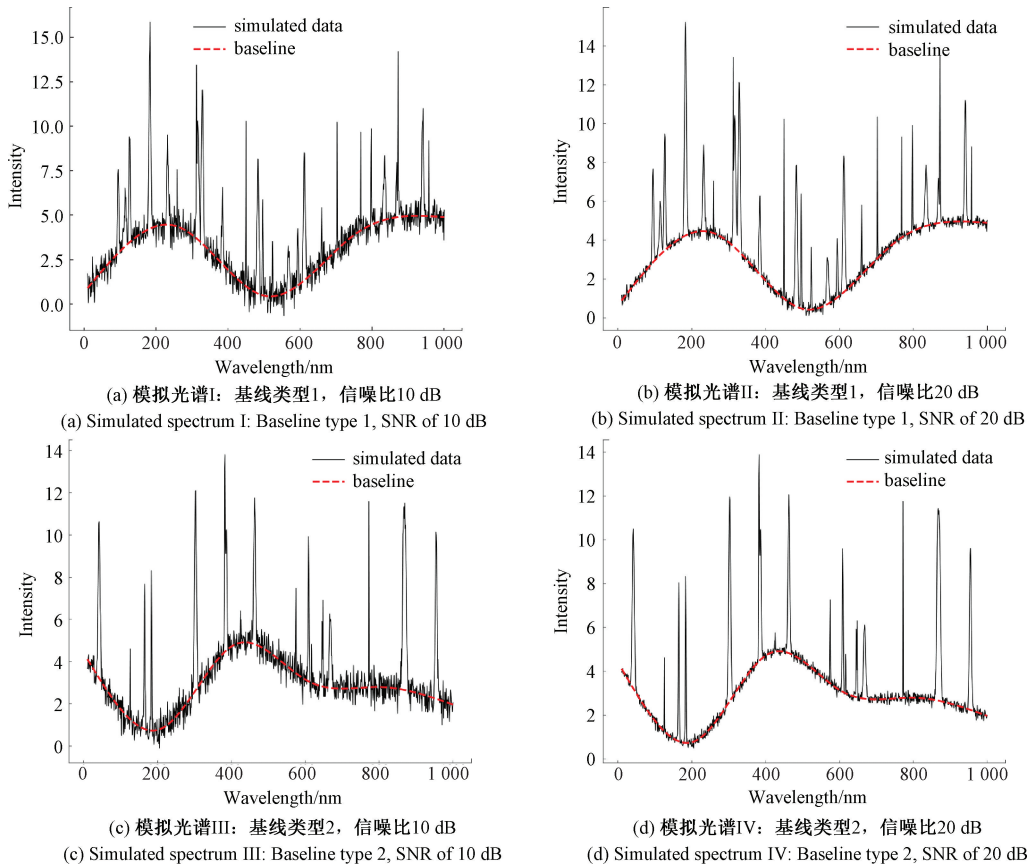 simulated data
baseline
15.0
12.5
10.0
7.5
5.0
2.5
0.0
Intensity
0 200 400 600 800 1 000
Wavelength/nm
(a) 模拟光谱I：基线类型1，信噪比10 dB
(a) Simulated spectrum I: Baseline type 1, SNR of 10 dB
simulated data
baseline
14
12
10
8
6
4
2
0
Intensity
0 200 400 600 800 1 000
Wavelength/nm
(b) 模拟光谱II：基线类型1，信噪比20 dB
(b) Simulated spectrum II: Baseline type 1, SNR of 20 dB
simulated data
baseline
14
12
10
8
6
4
2
0
Intensity
0 200 400 600 800 1 000
Wavelength/nm
(c) 模拟光谱III：基线类型2，信噪比10 dB
(c) Simulated spectrum III: Baseline type 2, SNR of 10 dB
simulated data
baseline
14
12
10
8
6
4
2
0
Intensity
0 200 400 600 800 1 000
Wavelength/nm
(d) 模拟光谱IV：基线类型2，信噪比20 dB
(d) Simulated spectrum IV: Baseline type 2, SNR of 20 dB